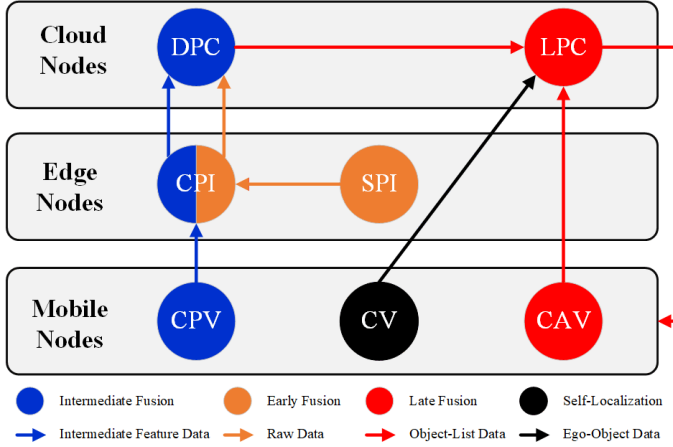 Cloud
Nodes
DPC
LPC
Edge
Nodes
CPI
SPI
Mobile
Nodes
CPV
CV
CAV
Intermediate Fusion
Early Fusion
Late Fusion
Self-Localization
Intermediate Feature Data
Raw Data
Object-List Data
Ego-Object Data